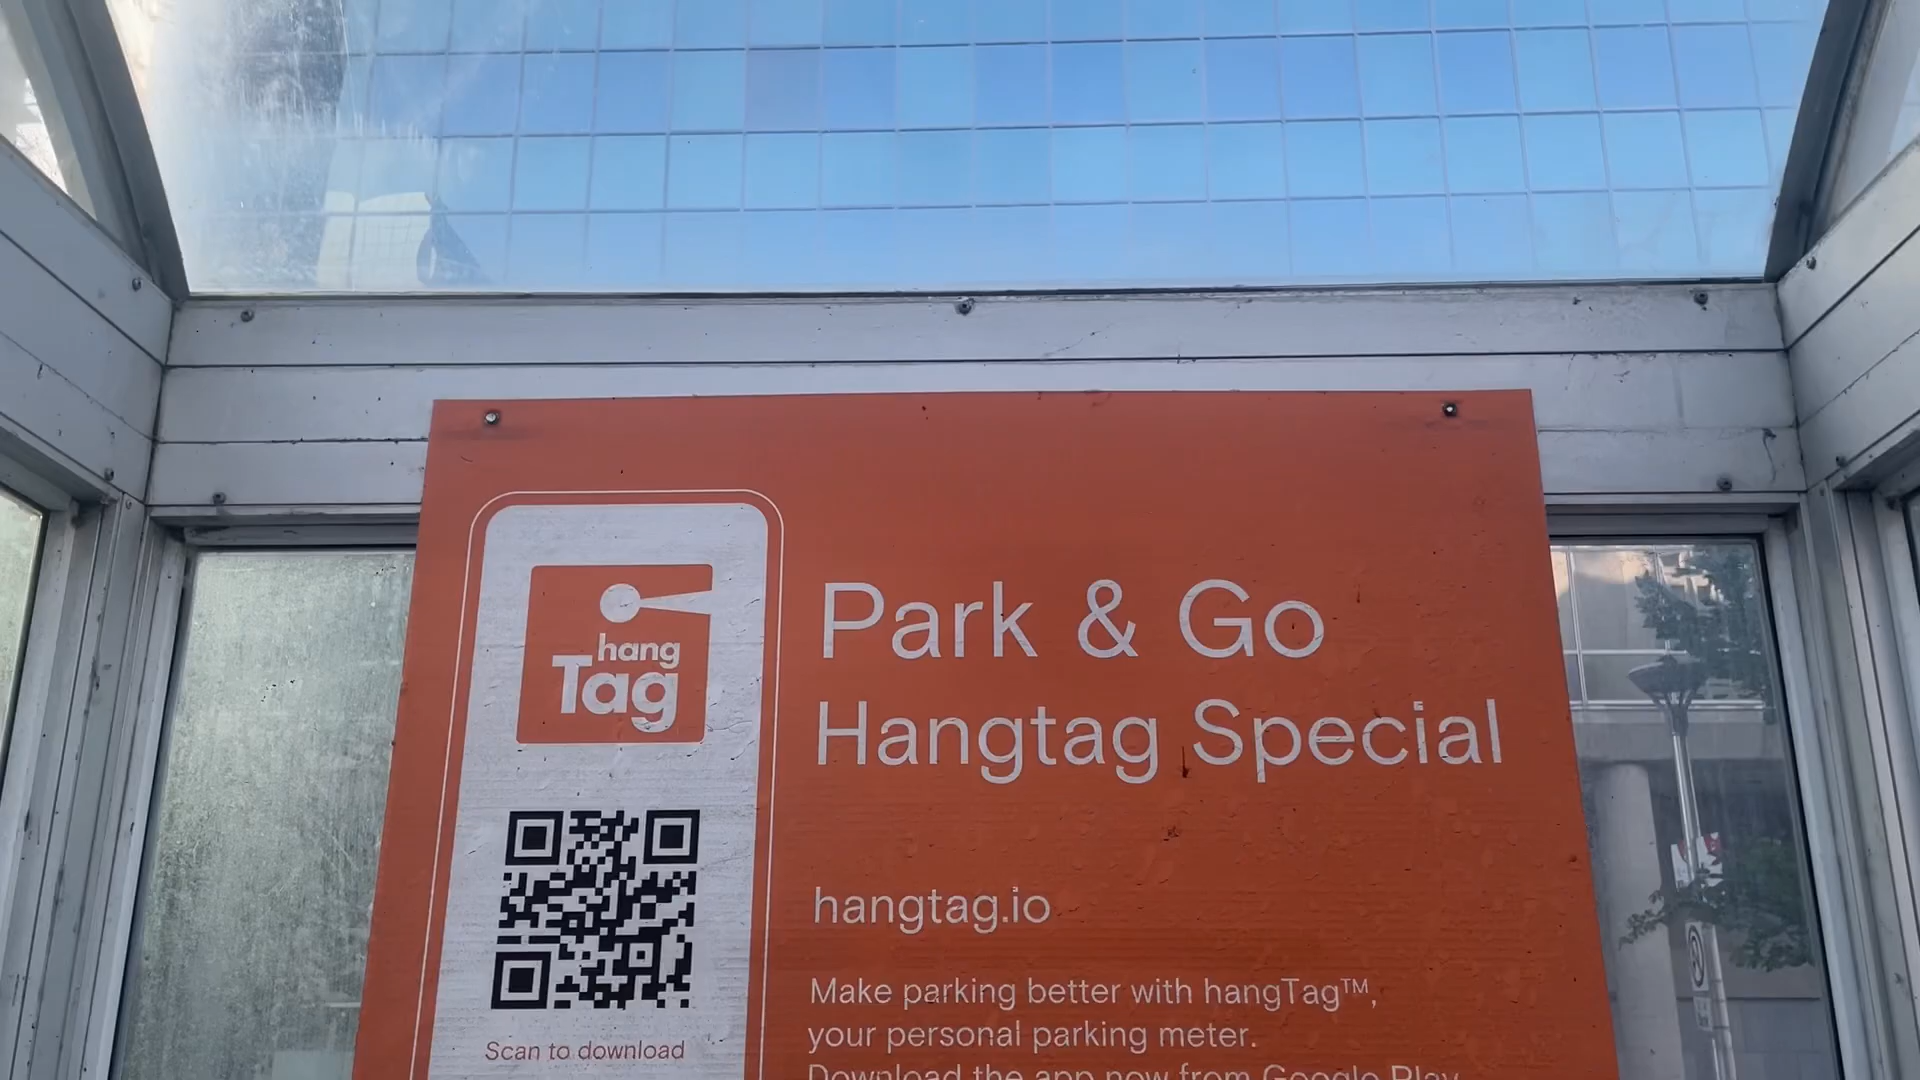 hang
Tag
Park & Go
Hangtag Special
hangtag.io
Make parking better with hangTag™,
your personal parking meter.
Download the app now from Google Play
Scan to download